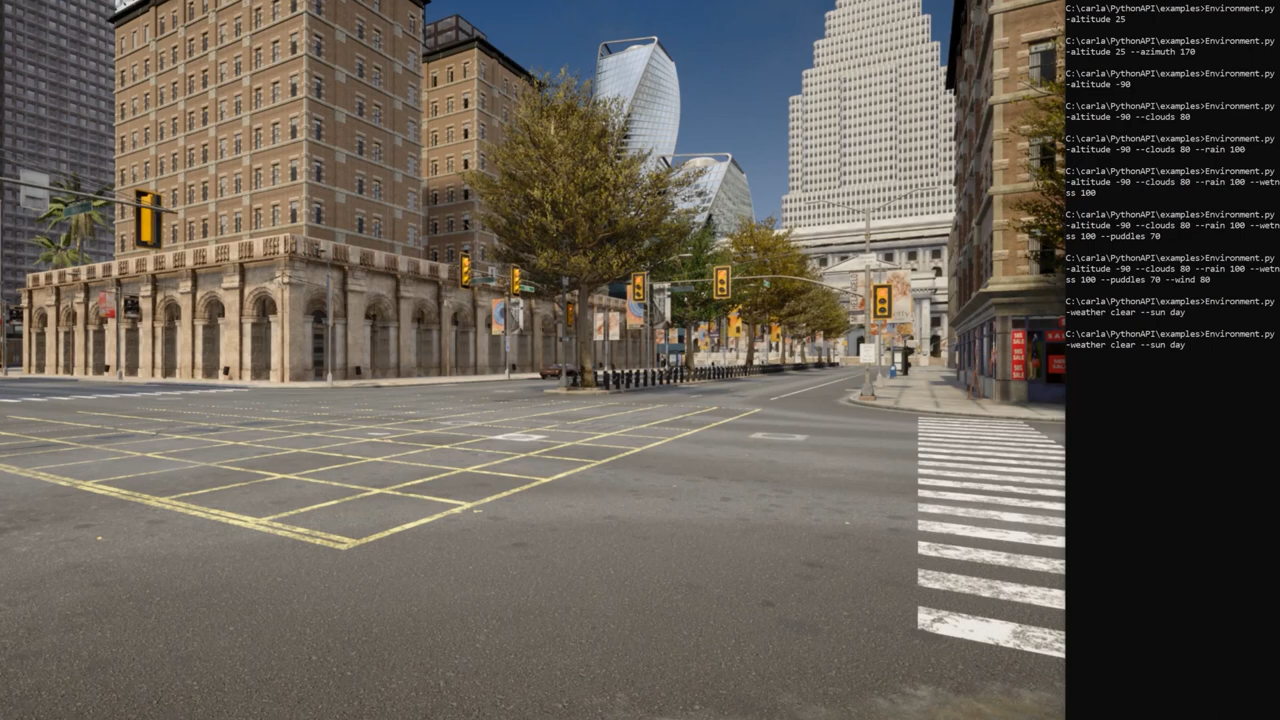 C:\carla\PythonAPI\examples>Environment.py
-altitude 25
C:\carla\PythonAPI\examples>Environment.py
-altitude 25 --azimuth 170
C:\carla\PythonAPI\examples>Environment.py
-altitude -90
C:\carla\PythonAPI\examples>Environment.py
-altitude -90 --clouds 80
C:\carla\PythonAPI\examples>Environment.py
-altitude -90 --clouds 80 --rain 100
C:\carla\PythonAPI\examples>Environment.py
-altitude -90 --clouds 80 --rain 100 --wetn
ss 100
C:\carla\PythonAPI\examples>Environment.py
-altitude -90 --clouds 80 --rain 100 --wetn
ss 100 --puddles 70
C:\carla\PythonAPI\examples>Environment.py
-altitude -90 --clouds 80 --rain 100 --wetn
ss 100 --puddles 70 --wind 80
C:\carla\PythonAPI\examples>Environment.py
-weather clear --sun day
C:\carla\PythonAPI\examples>Environment.py
-weather clear --sun day
SALE